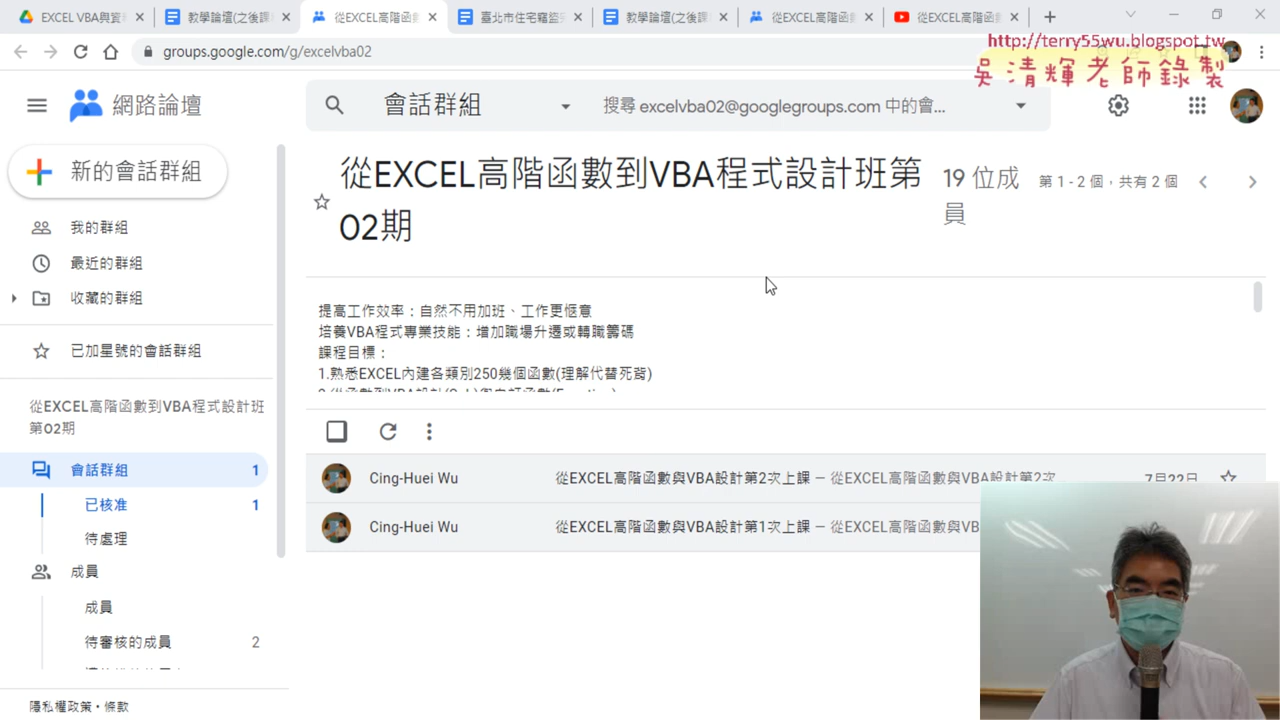 EXCEL VBA與資
教學論壇(之後課
從EXCEL高階函數
臺北市住宅竊盜
教學論壇(之後課
從EXCEL高階函數
從EXCEL高階函
groups.google.com/g/excelvba02
http://terry55wu.blogspot.tw
吳清輝老師錄製
網路論壇
會話群組
搜尋 excelvba02@googlegroups.com 中的會...
新的會話群組
我的群組
最近的群組
收藏的群組
已加星號的會話群組
從EXCEL高階函數到VBA程式設計班
第02期
會話群組 1
已核准 1
待處理
成員
成員
待審核的成員 2
隱私權政策・條款
從EXCEL高階函數到VBA程式設計班第
02期
19 位成
員
第 1 - 2 個，共有 2 個
提高工作效率：自然不用加班、工作更愜意
培養VBA程式專業技能：增加職場升遷或轉職籌碼
課程目標：
1.熟悉EXCEL內建各類別250幾個函數(理解代替死背)
Cing-Huei Wu 從EXCEL高階函數與VBA設計第2次上課 – 從EXCEL高階函數與VBA設計第2次 7月22日
Cing-Huei Wu 從EXCEL高階函數與VBA設計第1次上課 – 從EXCEL高階函數與VB